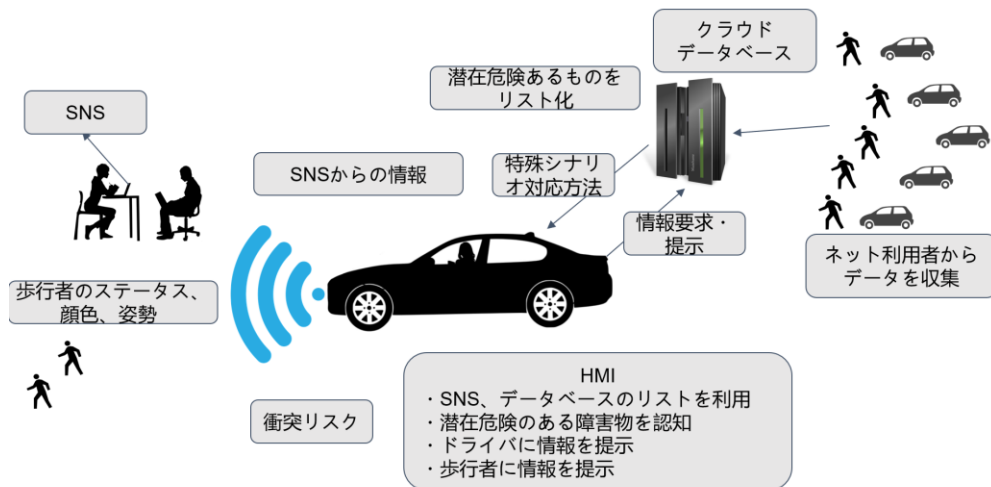 クラウド
データベース
潜在危険あるものを
リスト化
SNS
SNSからの情報
特殊シナリ
オ対応方法
情報要求・
提示
ネット利用者から
データを収集
歩行者のステータス、
顔色、姿勢
衝突リスク
HMI
・SNS、データベースのリストを利用
・潜在危険のある障害物を認知
・ドライバに情報を提示
・歩行者に情報を提示